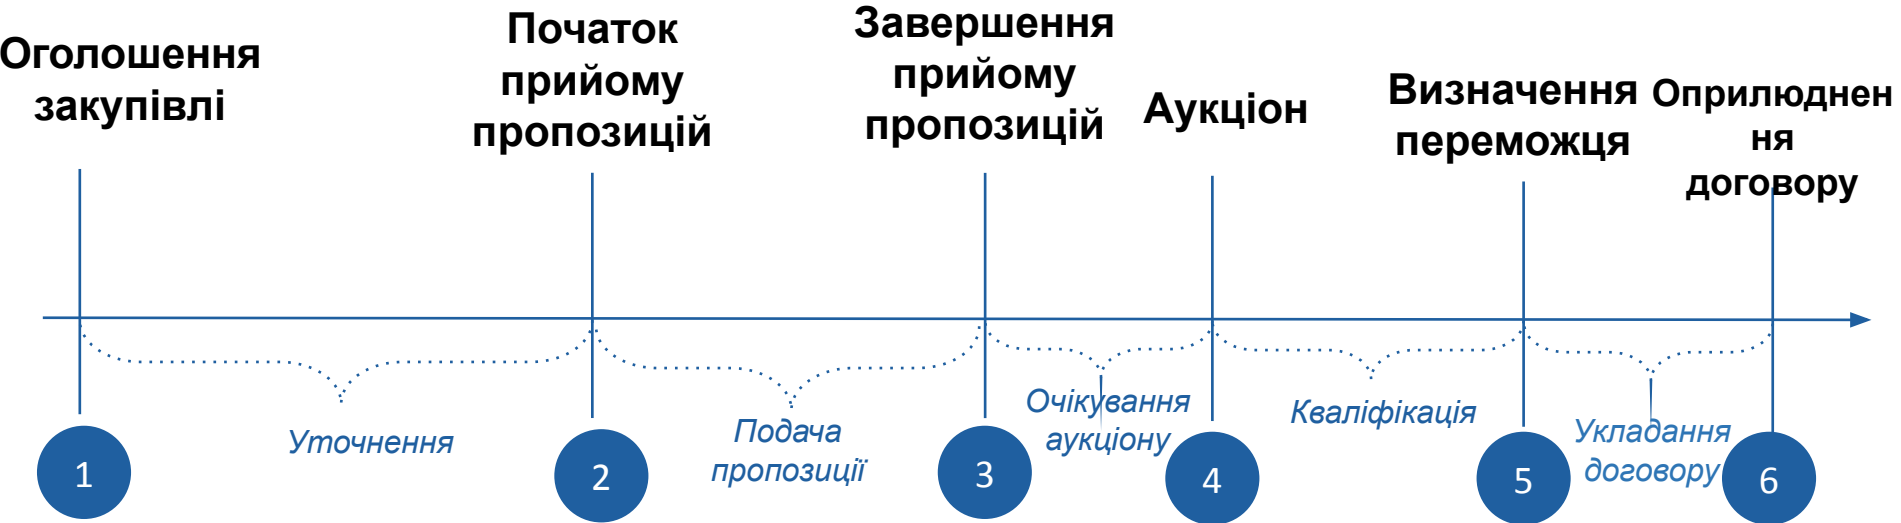 Оголошення
закупівлі
Початок
прийому
пропозицій
Завершення
прийому
пропозицій
Аукціон
Визначення
переможця
Оприлюднен
ня
договору
Уточнення
Подача
пропозиції
Очікування
аукціону
Кваліфікація
Укладання
договору
1
2
3
4
5
6